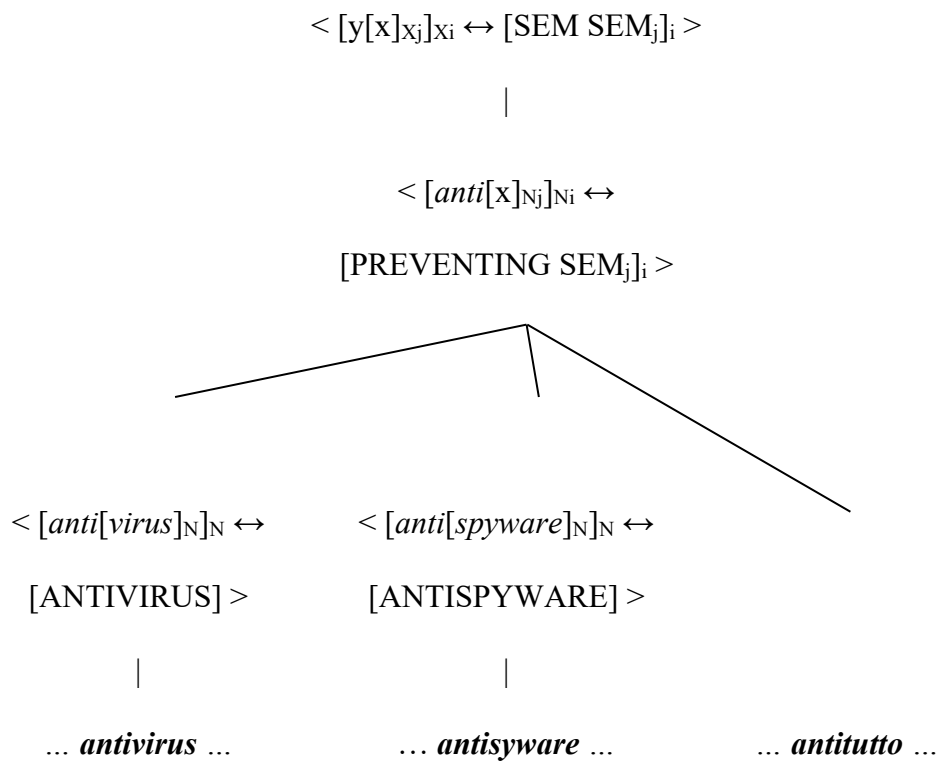 < [y[x]Xj]Xi ↔ [SEM SEMj]i >
|
< [anti[x]Nj]Ni ↔
[PREVENTING SEMj]i >
< [anti[virus]N]N ↔ < [anti[spyware]N]N ↔
[ANTIVIRUS] > [ANTISPYWARE] >
| |
... antivirus ... … antisyware ... ... antitutto ...